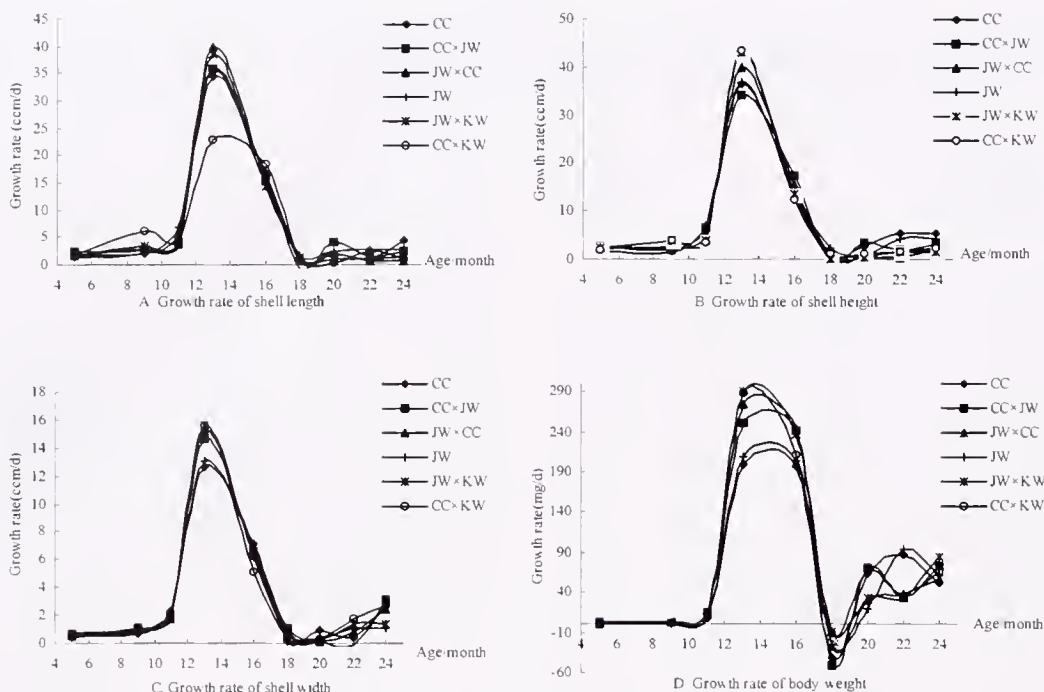 45
40
35
30
25
20
15
10
5
0
Growth rate (ccm/d)
CC
CC×JW
JW×CC
JW
JW×KW
CC×KW
Age/month
4 6 8 10 12 14 16 18 20 22 24
A Growth rate of shell length
50
40
30
20
10
0
Growth rate(ccm/d)
CC
CC×JW
JW×CC
JW
JW×KW
CC×KW
Age/month
4 6 8 10 12 14 16 18 20 22 24
B Growth rate of shell height
18
16
14
12
10
8
6
4
2
0
Growth rate(ccm/d)
CC
CC×JW
JW×CC
JW
JW×KW
CC×KW
Age/month
4 6 8 10 12 14 16 18 20 22 24
C Growth rate of shell width
290
240
190
140
90
40
-10
-60
Growth rate(mg/d)
CC
CC×JW
JW×CC
JW
JW×KW
CC×KW
Age/month
4 6 8 10 12 14 16 18 20 22 24
D Growth rate of body weight